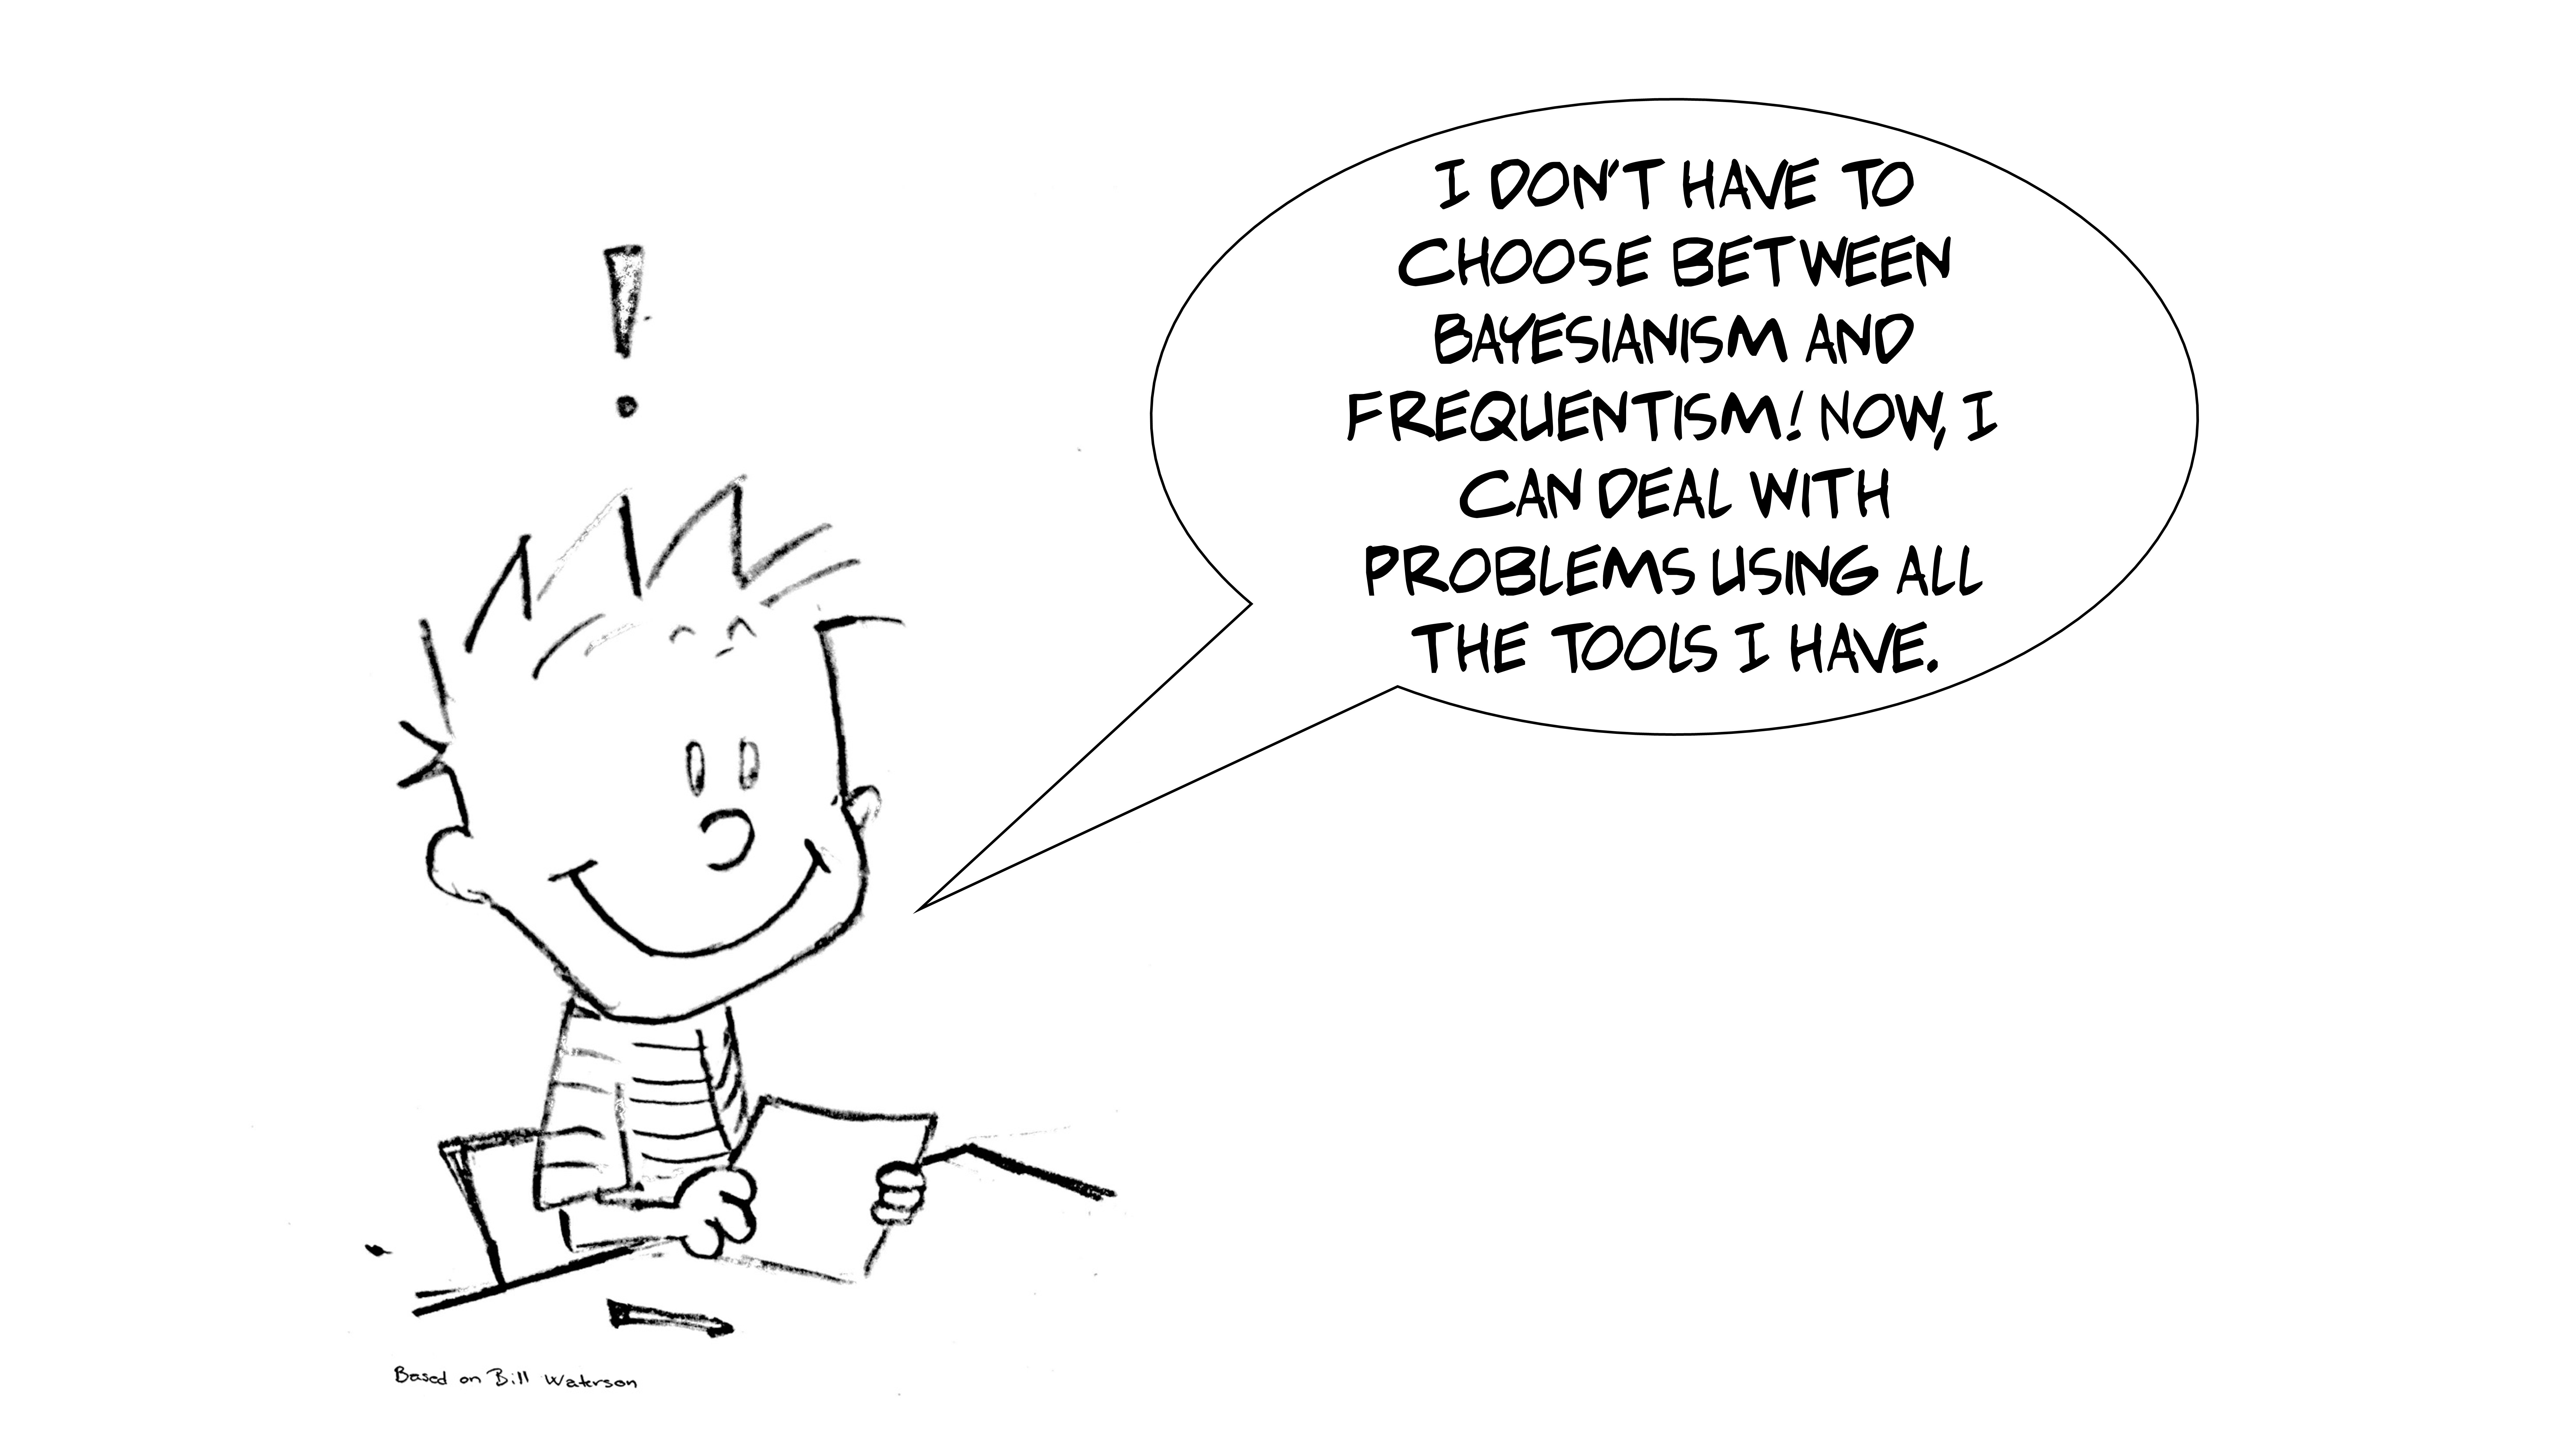 !
I DON'T HAVE TO
CHOOSE BETWEEN
BAYESIANISM AND
FREQUENTISM! NOW, I
CAN DEAL WITH
PROBLEMS USING ALL
THE TOOLS I HAVE.
Based on Bill Waterson